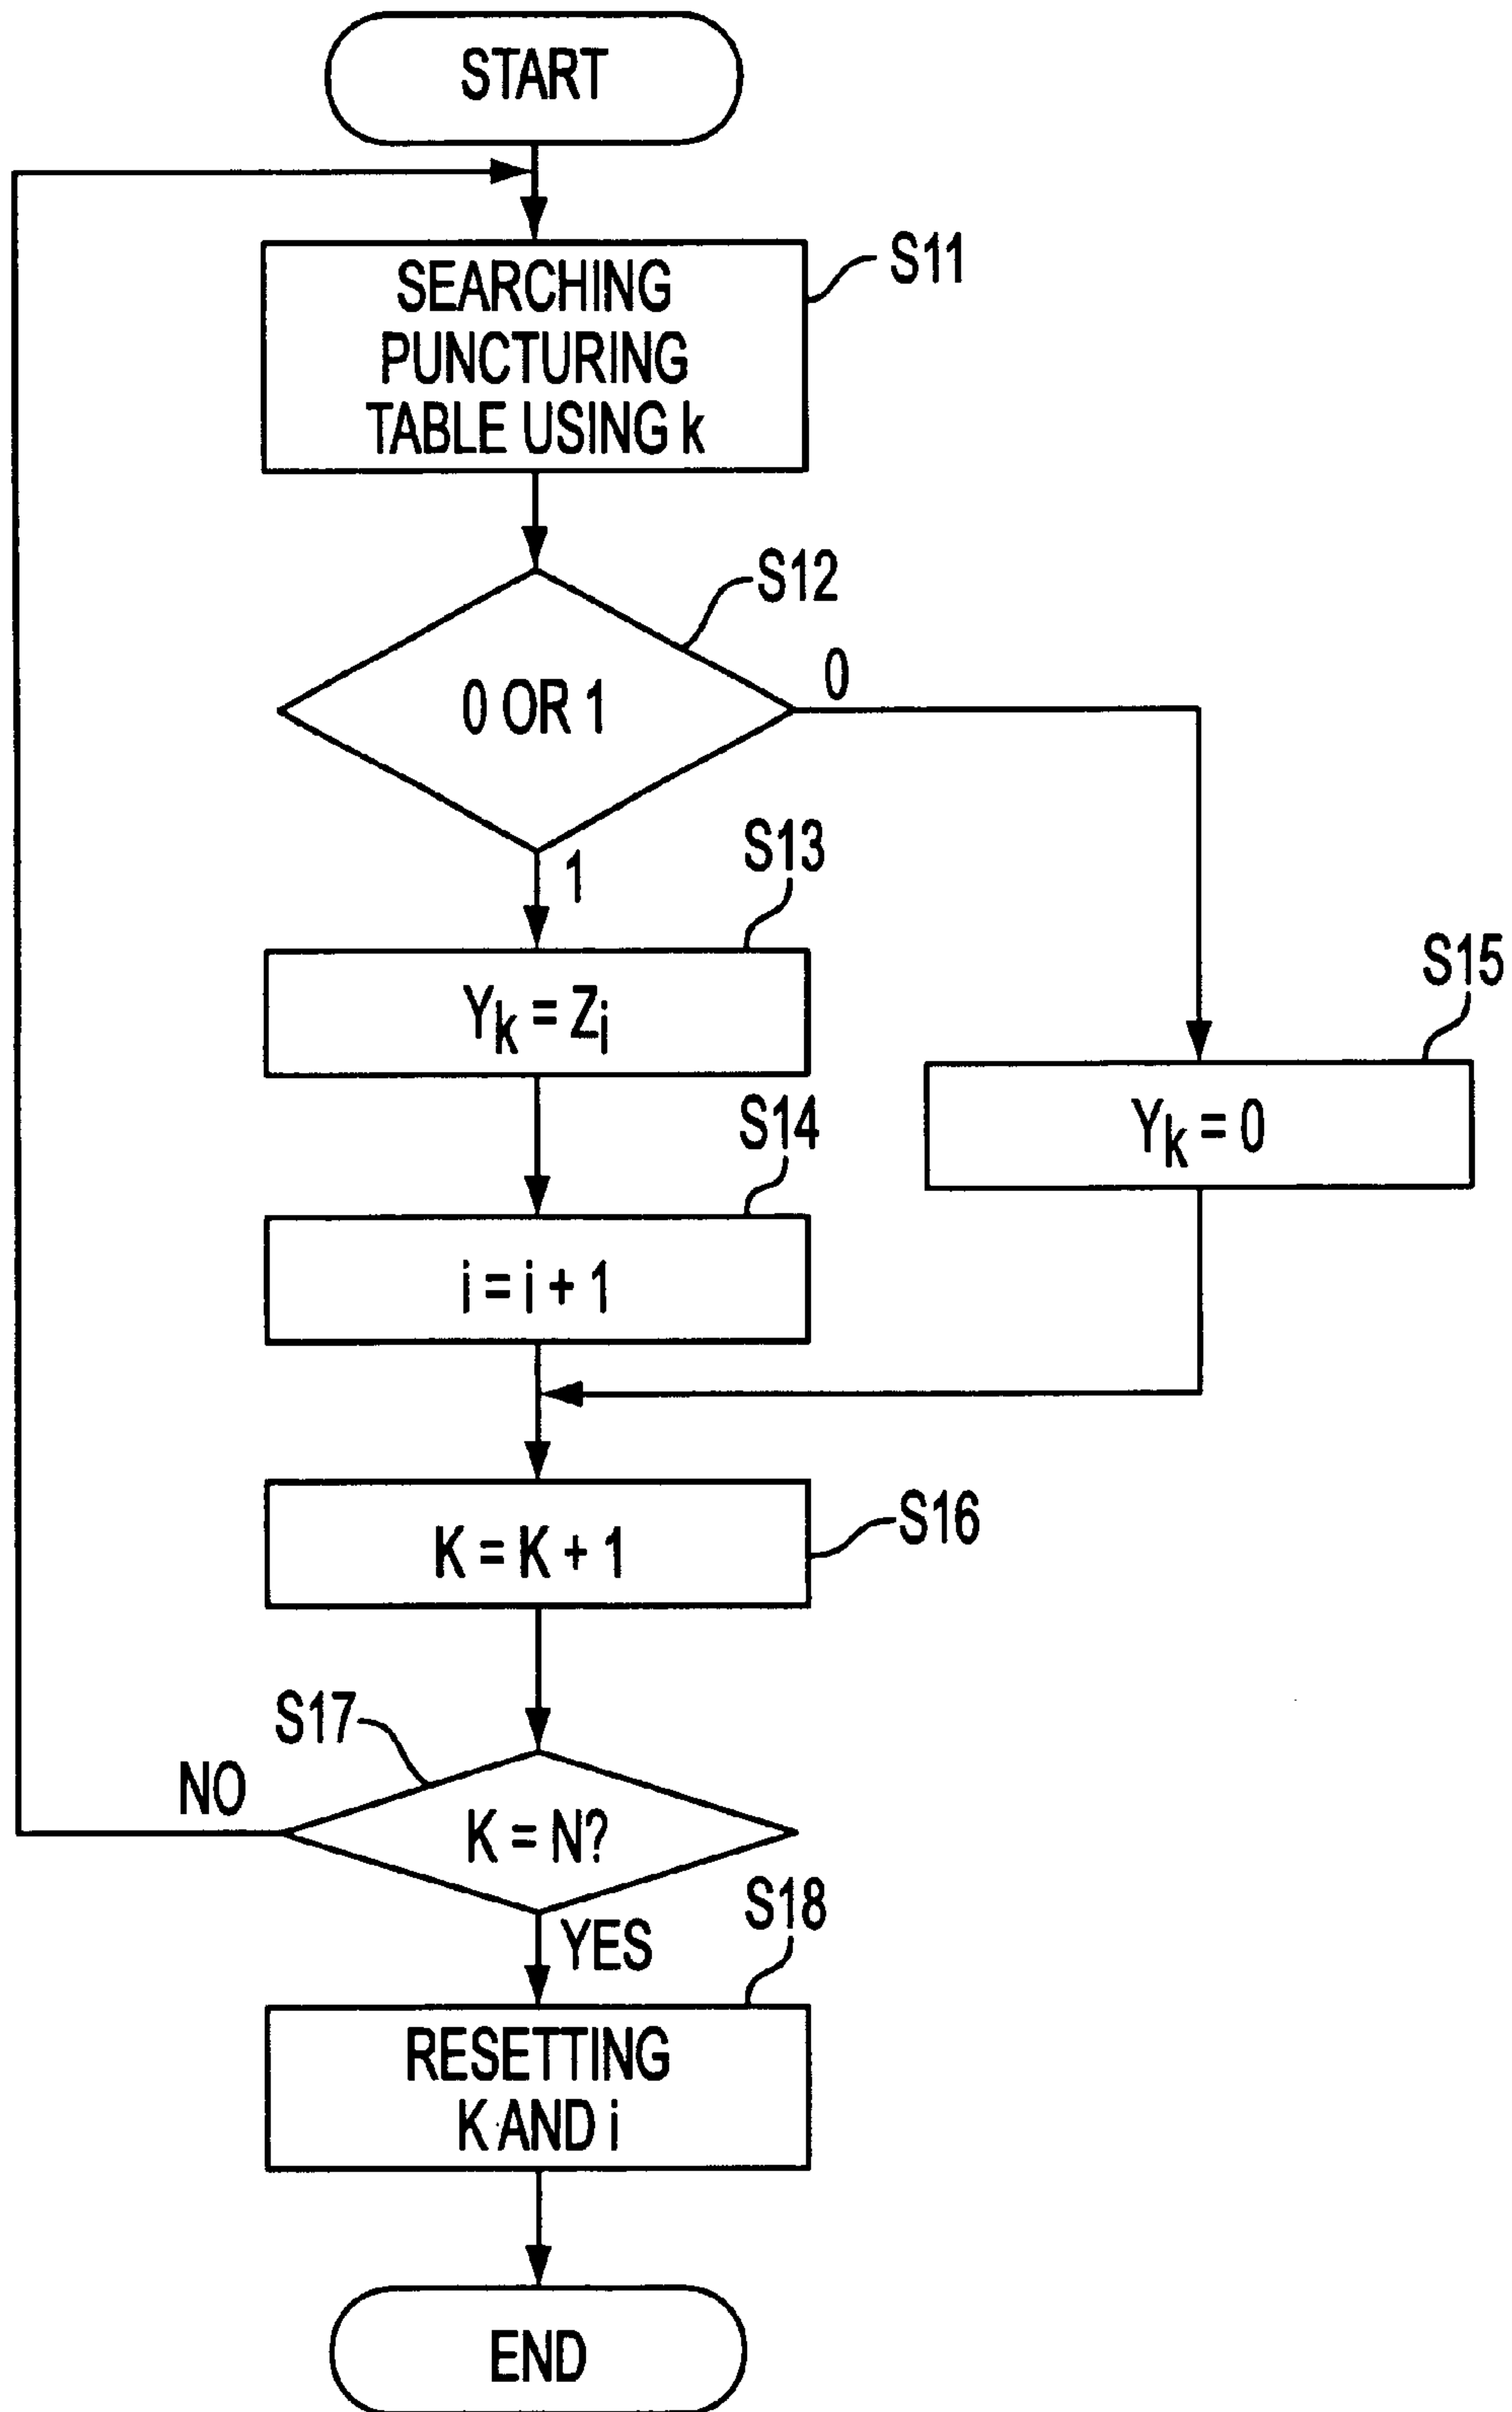 START
S11
SEARCHING
PUNCTURING
TABLE USING k
S12
0 OR 1
0
1
S13
Yk = Zi
S15
Yk = 0
S14
i = i + 1
S16
K = K + 1
S17
NO
K = N?
YES
S18
RESETTING
K AND i
END